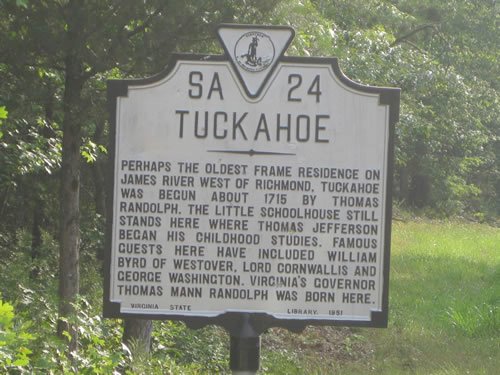 SA 24
TUCKAHOE
PERHAPS THE OLDEST FRAME RESIDENCE ON
JAMES RIVER WEST OF RICHMOND, TUCKAHOE
WAS BEGUN ABOUT 1715 BY THOMAS
RANDOLPH. THE LITTLE SCHOOLHOUSE STILL
STANDS HERE WHERE THOMAS JEFFERSON
BEGAN HIS CHILDHOOD STUDIES. FAMOUS
GUESTS HERE HAVE INCLUDED WILLIAM
BYRD OF WESTOVER, LORD CORNWALLIS AND
GEORGE WASHINGTON. VIRGINIA'S GOVERNOR
THOMAS MANN RANDOLPH WAS BORN HERE.
VIRGINIA STATE LIBRARY, 1951